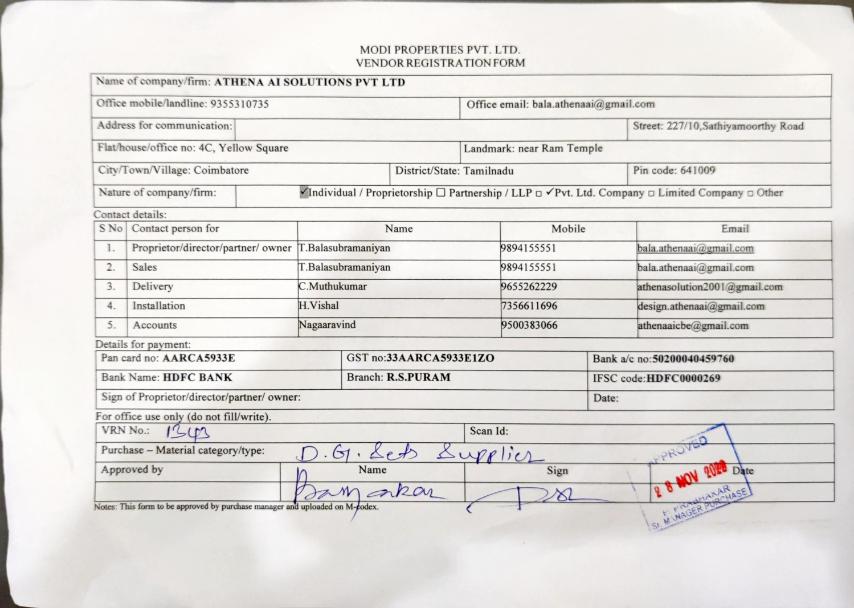 MODI PROPERTIES PVT. LTD.
VENDOR REGISTRATION FORM
Name of company/firm: ATHENA AI SOLUTIONS PVT LTD
Office mobile/landline: 9355310735 Office email: bala.athenaai@gmail.com
Address for communication: Street: 227/10,Sathiyamoorthy Road
Flat/house/office no: 4C, Yellow Square Landmark: near Ram Temple
City/Town/Village: Coimbatore District/State: Tamilnadu Pin code: 641009
Nature of company/firm: ✓Individual / Proprietorship ☐ Partnership / LLP ☐ ✓Pvt. Ltd. Company ☐ Limited Company ☐ Other
Contact details:
S No Contact person for Name Mobile Email
1. Proprietor/director/partner/ owner T.Balasubramaniyan 9894155551 bala.athenaai@gmail.com
2. Sales T.Balasubramaniyan 9894155551 bala.athenaai@gmail.com
3. Delivery C.Muthukumar 9655262229 athenasolution2001@gmail.com
4. Installation H.Vishal 7356611696 design.athenaai@gmail.com
5. Accounts Nagaaravind 9500383066 athenaaicbe@gmail.com
Details for payment:
Pan card no: AARCA5933E GST no:33AARCA5933E1ZO Bank a/c no:50200040459760
Bank Name: HDFC BANK Branch: R.S.PURAM IFSC code:HDFC0000269
Sign of Proprietor/director/partner/ owner: Date:
For office use only (do not fill/write).
VRN No.: 1343 Scan Id:
Purchase – Material category/type: D.G. Sets Supplier
Approved by Name Sign Date
APPROVED
28 NOV
PRABHAKAR
Sr. MANAGER PURCHASE
Notes: This form to be approved by purchase manager and uploaded on M-codex.